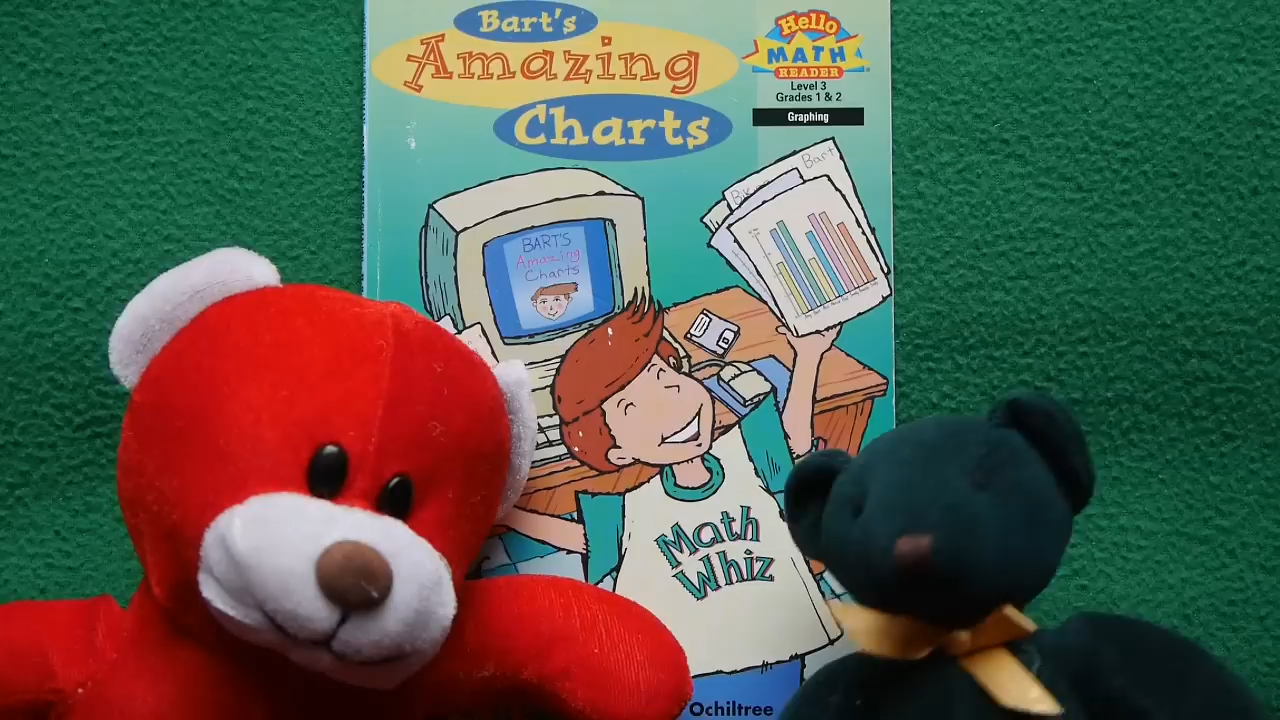 Bart's
Amazing
Charts
Hello
MATH
READER
Level 3
Grades 1 & 2
Graphing
Bart
BART'S
Amazing
Charts
Math
Whiz
Ochiltree